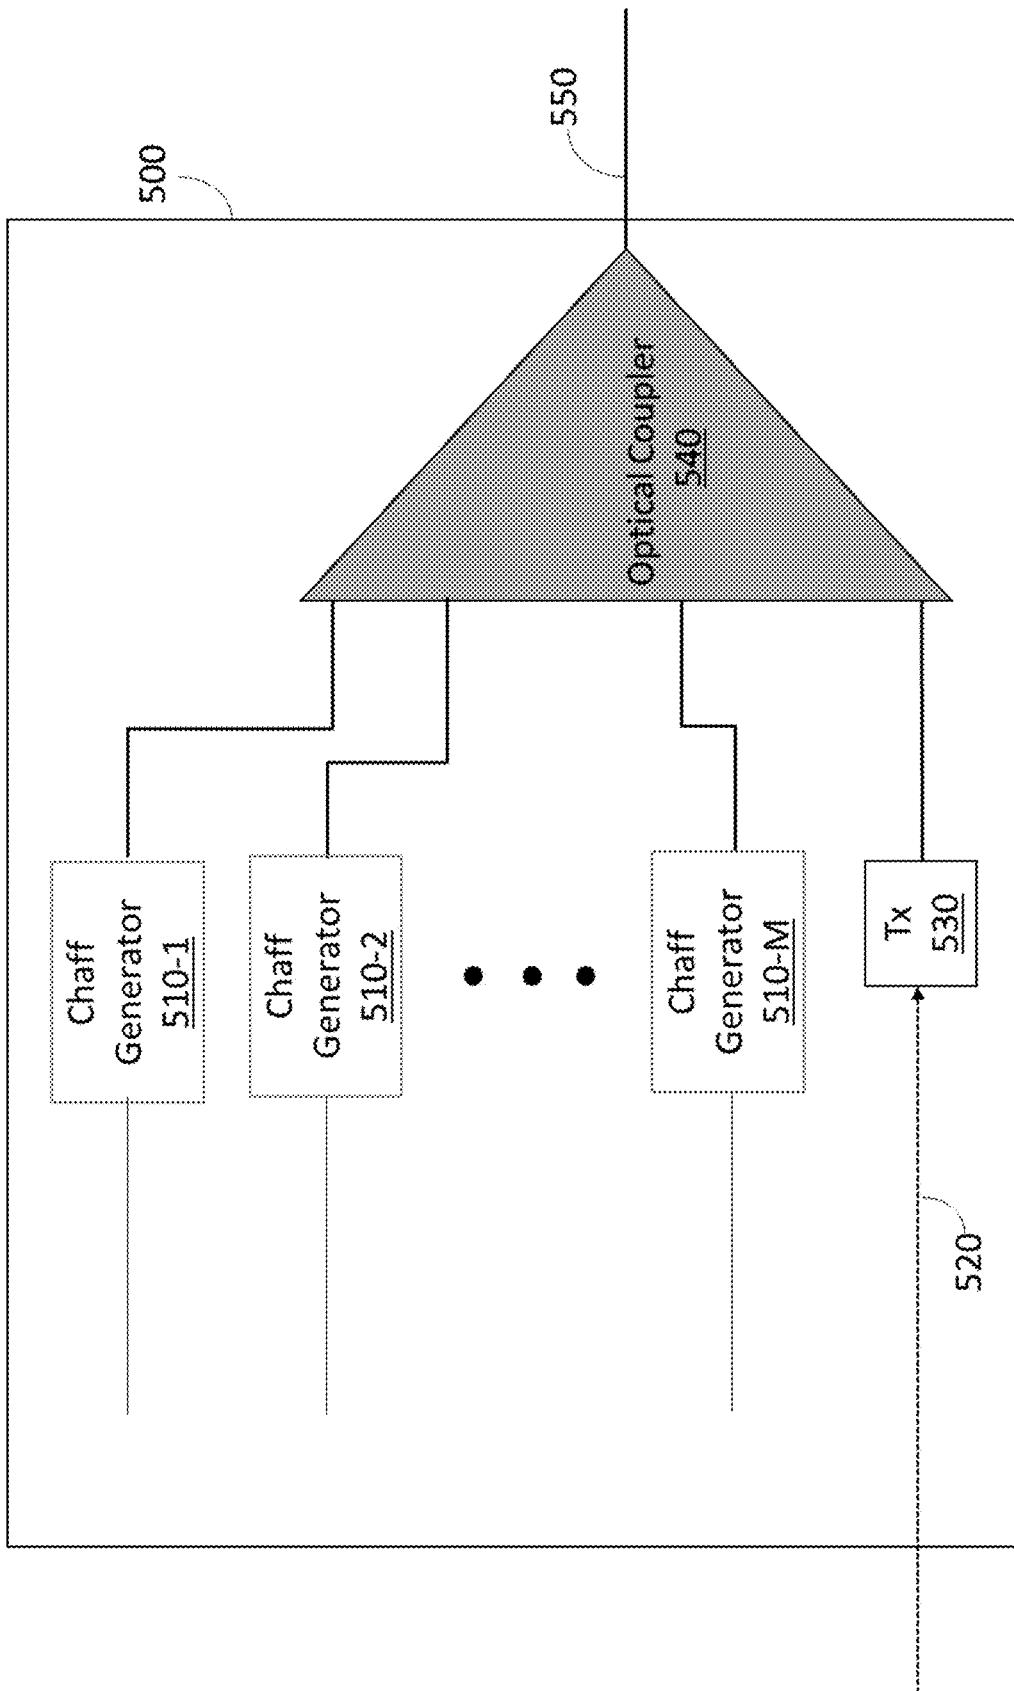 500
550
Chaff
Generator
510-1
Chaff
Generator
510-2
Chaff
Generator
510-M
Tx
530
Optical Coupler
540
520